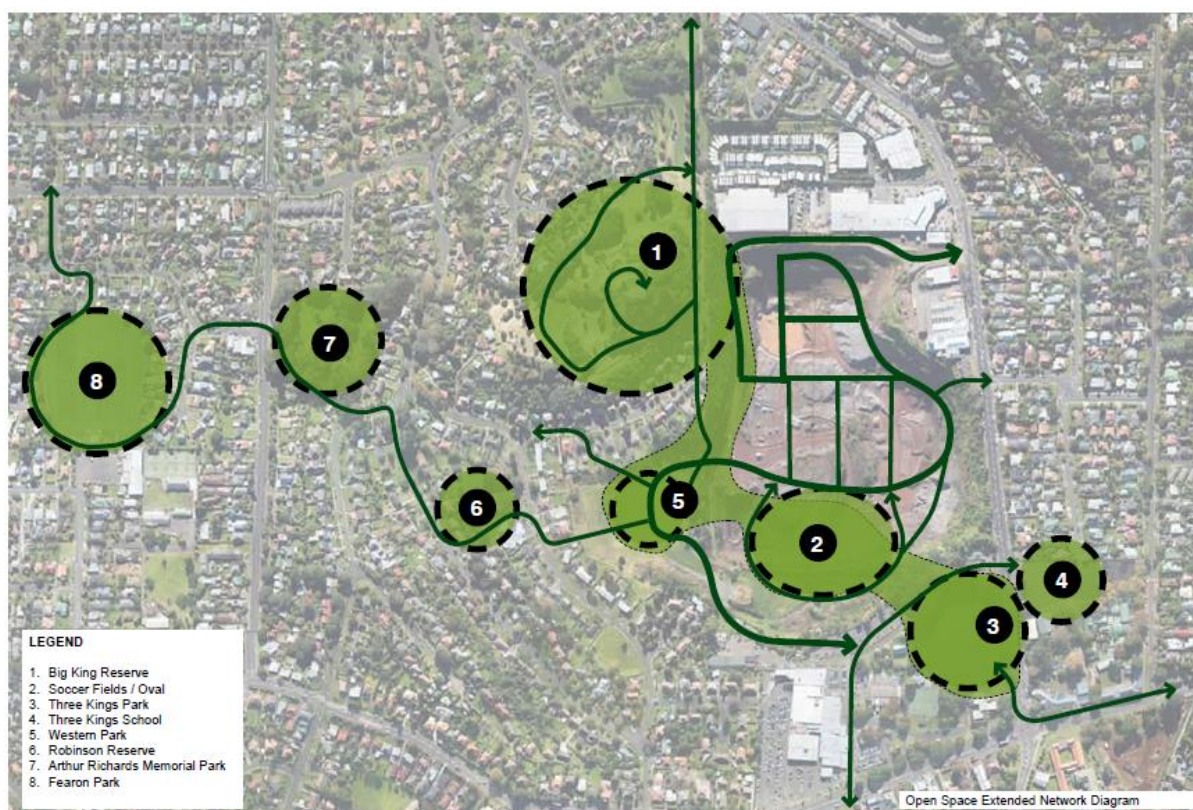 1
7
8
5
6
2
4
3
LEGEND
1. Big King Reserve
2. Soccer Fields / Oval
3. Three Kings Park
4. Three Kings School
5. Western Park
6. Robinson Reserve
7. Arthur Richards Memorial Park
8. Fearon Park
Open Space Extended Network Diagram